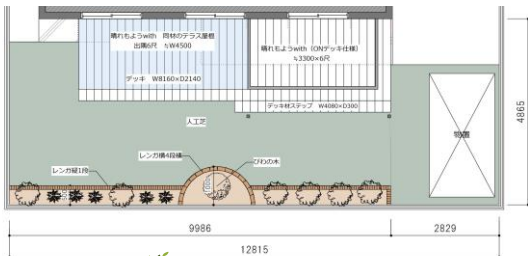 晴れもようwith 同材のテラス屋根
出幅6尺 ≒W4500
晴れもようwith (ONデッキ仕様)
≒3300×6尺
デッキ W8160×D2140
デッキ材ステップ W4080×D300
人工芝
物置
4865
レンガ横4段積
びわの木
レンガ縦1段
9986
2829
12815